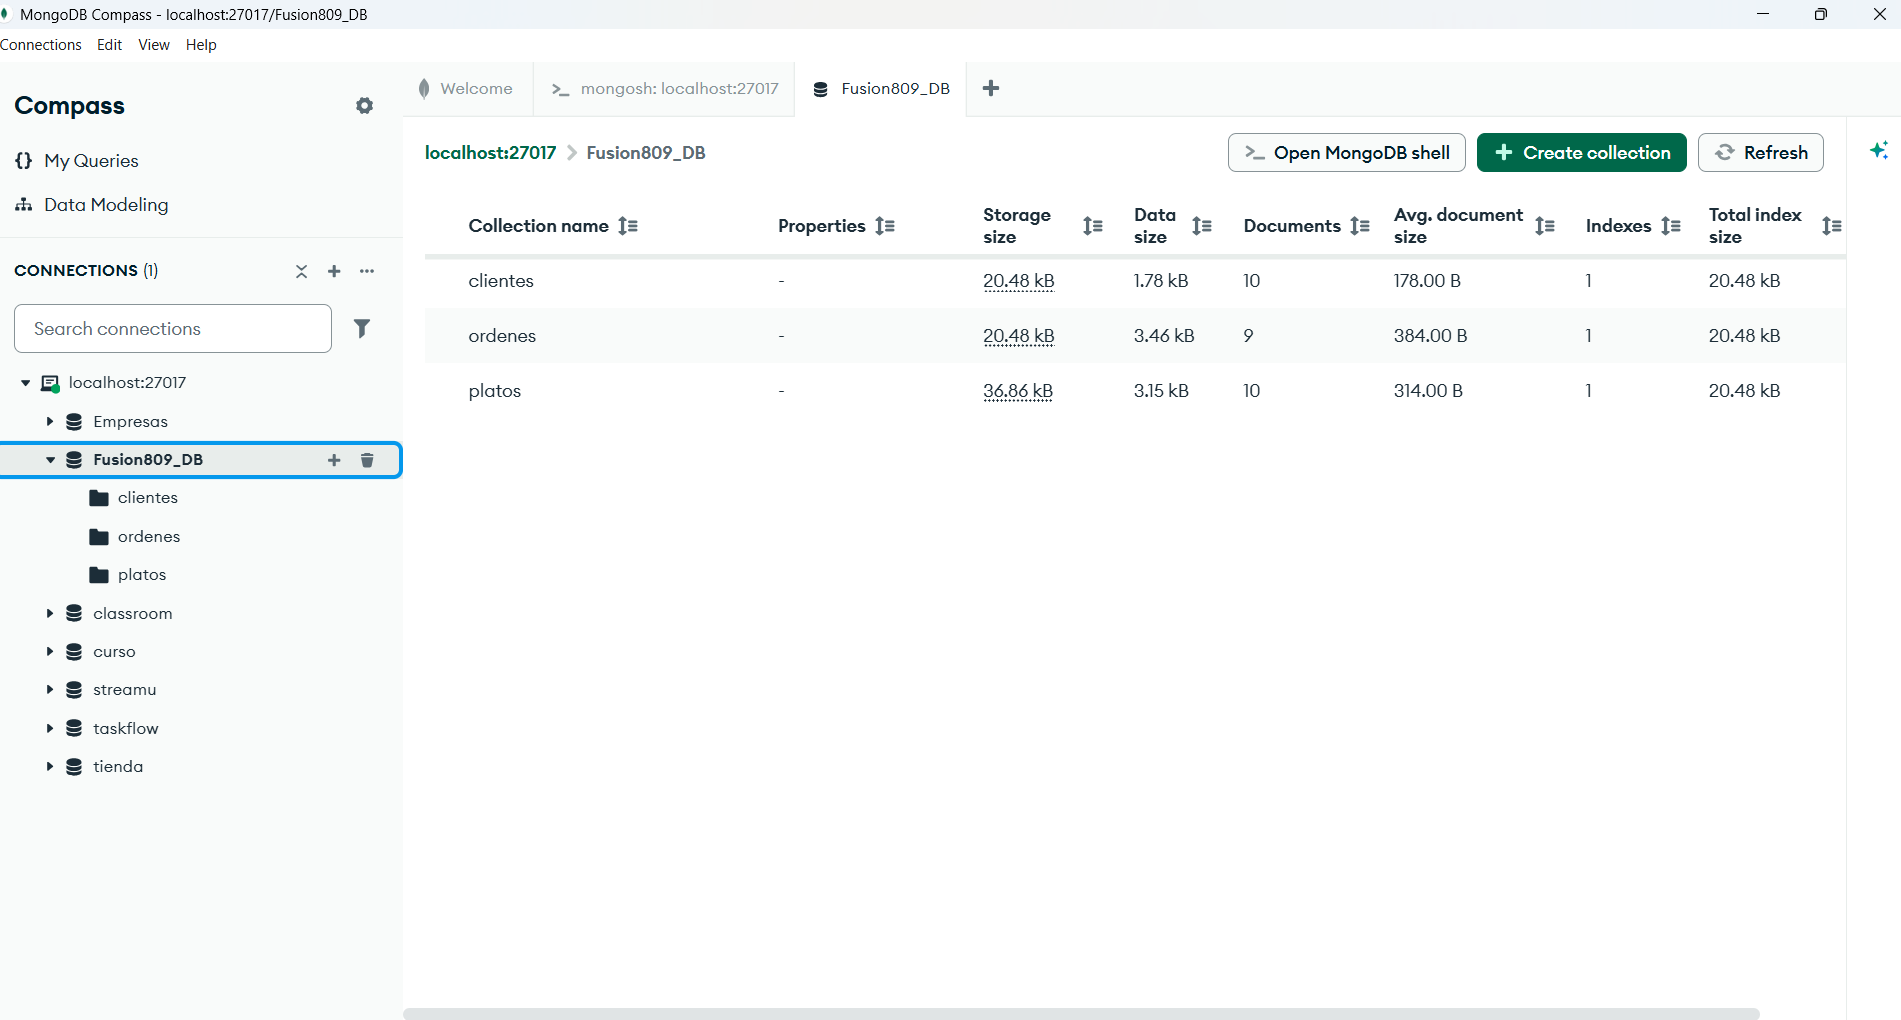 MongoDB Compass - localhost:27017/Fusion809_DB
Connections Edit View Help
Compass
My Queries
Data Modeling
CONNECTIONS (1)
Search connections
localhost:27017
Empresas
Fusion809_DB
clientes
ordenes
platos
classroom
curso
streamu
taskflow
tienda
Welcome
mongosh: localhost:27017
Fusion809_DB
localhost:27017 Fusion809_DB
Open MongoDB shell
Create collection
Refresh
Collection name Properties Storage size Data size Documents Avg. document size Indexes Total index size
clientes - 20.48 kB 1.78 kB 10 178.00 B 1 20.48 kB
ordenes - 20.48 kB 3.46 kB 9 384.00 B 1 20.48 kB
platos - 36.86 kB 3.15 kB 10 314.00 B 1 20.48 kB